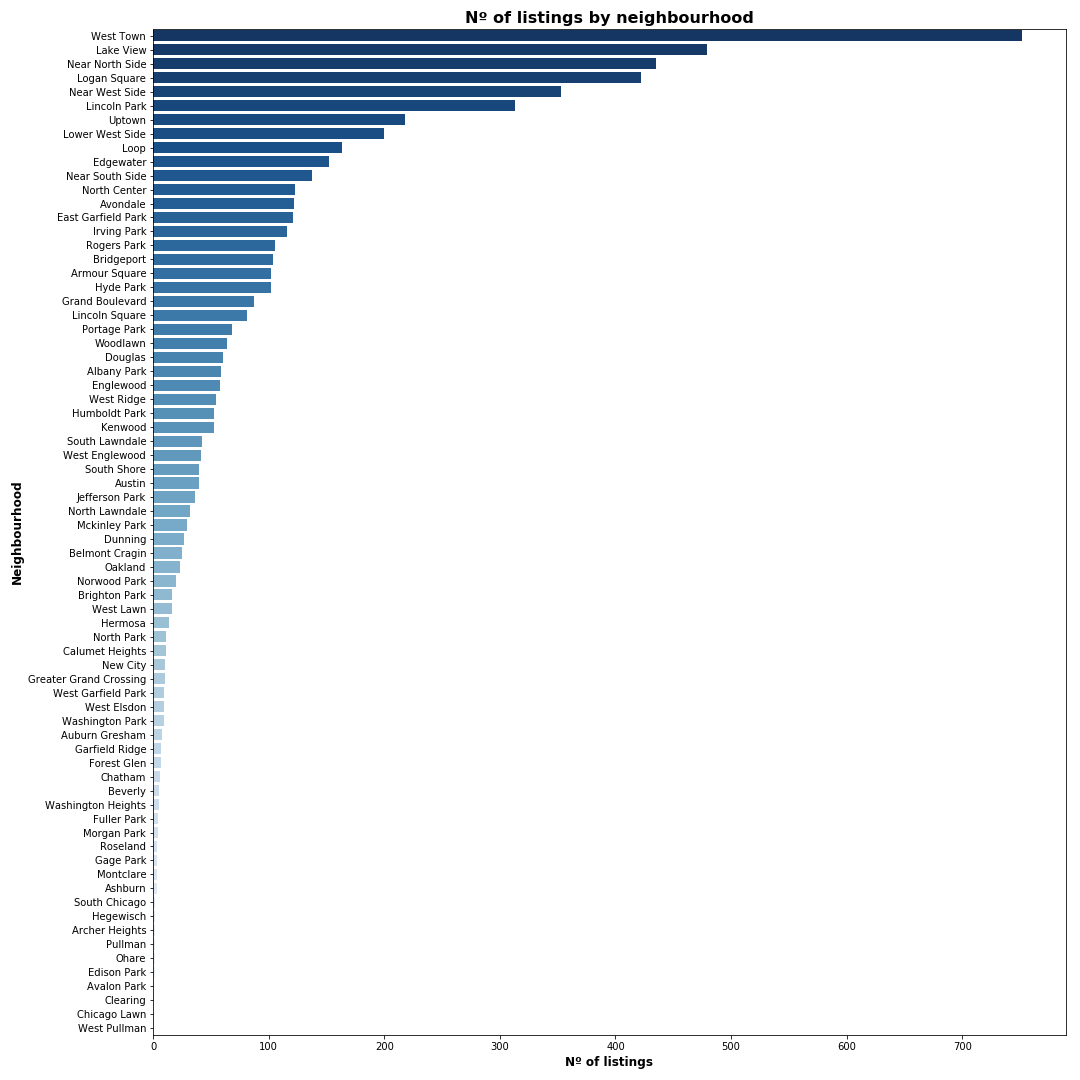 Nº of listings by neighbourhood
West Town
Lake View
Near North Side
Logan Square
Near West Side
Lincoln Park
Uptown
Lower West Side
Loop
Edgewater
Near South Side
North Center
Avondale
East Garfield Park
Irving Park
Rogers Park
Bridgeport
Armour Square
Hyde Park
Grand Boulevard
Lincoln Square
Portage Park
Woodlawn
Douglas
Albany Park
Englewood
West Ridge
Humboldt Park
Kenwood
South Lawndale
West Englewood
South Shore
Austin
Jefferson Park
North Lawndale
Mckinley Park
Dunning
Belmont Cragin
Oakland
Norwood Park
Brighton Park
West Lawn
Hermosa
North Park
Calumet Heights
New City
Greater Grand Crossing
West Garfield Park
West Elsdon
Washington Park
Auburn Gresham
Garfield Ridge
Forest Glen
Chatham
Beverly
Washington Heights
Fuller Park
Morgan Park
Roseland
Gage Park
Montclare
Ashburn
South Chicago
Hegewisch
Archer Heights
Pullman
Ohare
Edison Park
Avalon Park
Clearing
Chicago Lawn
West Pullman
Neighbourhood
0 100 200 300 400 500 600 700
Nº of listings